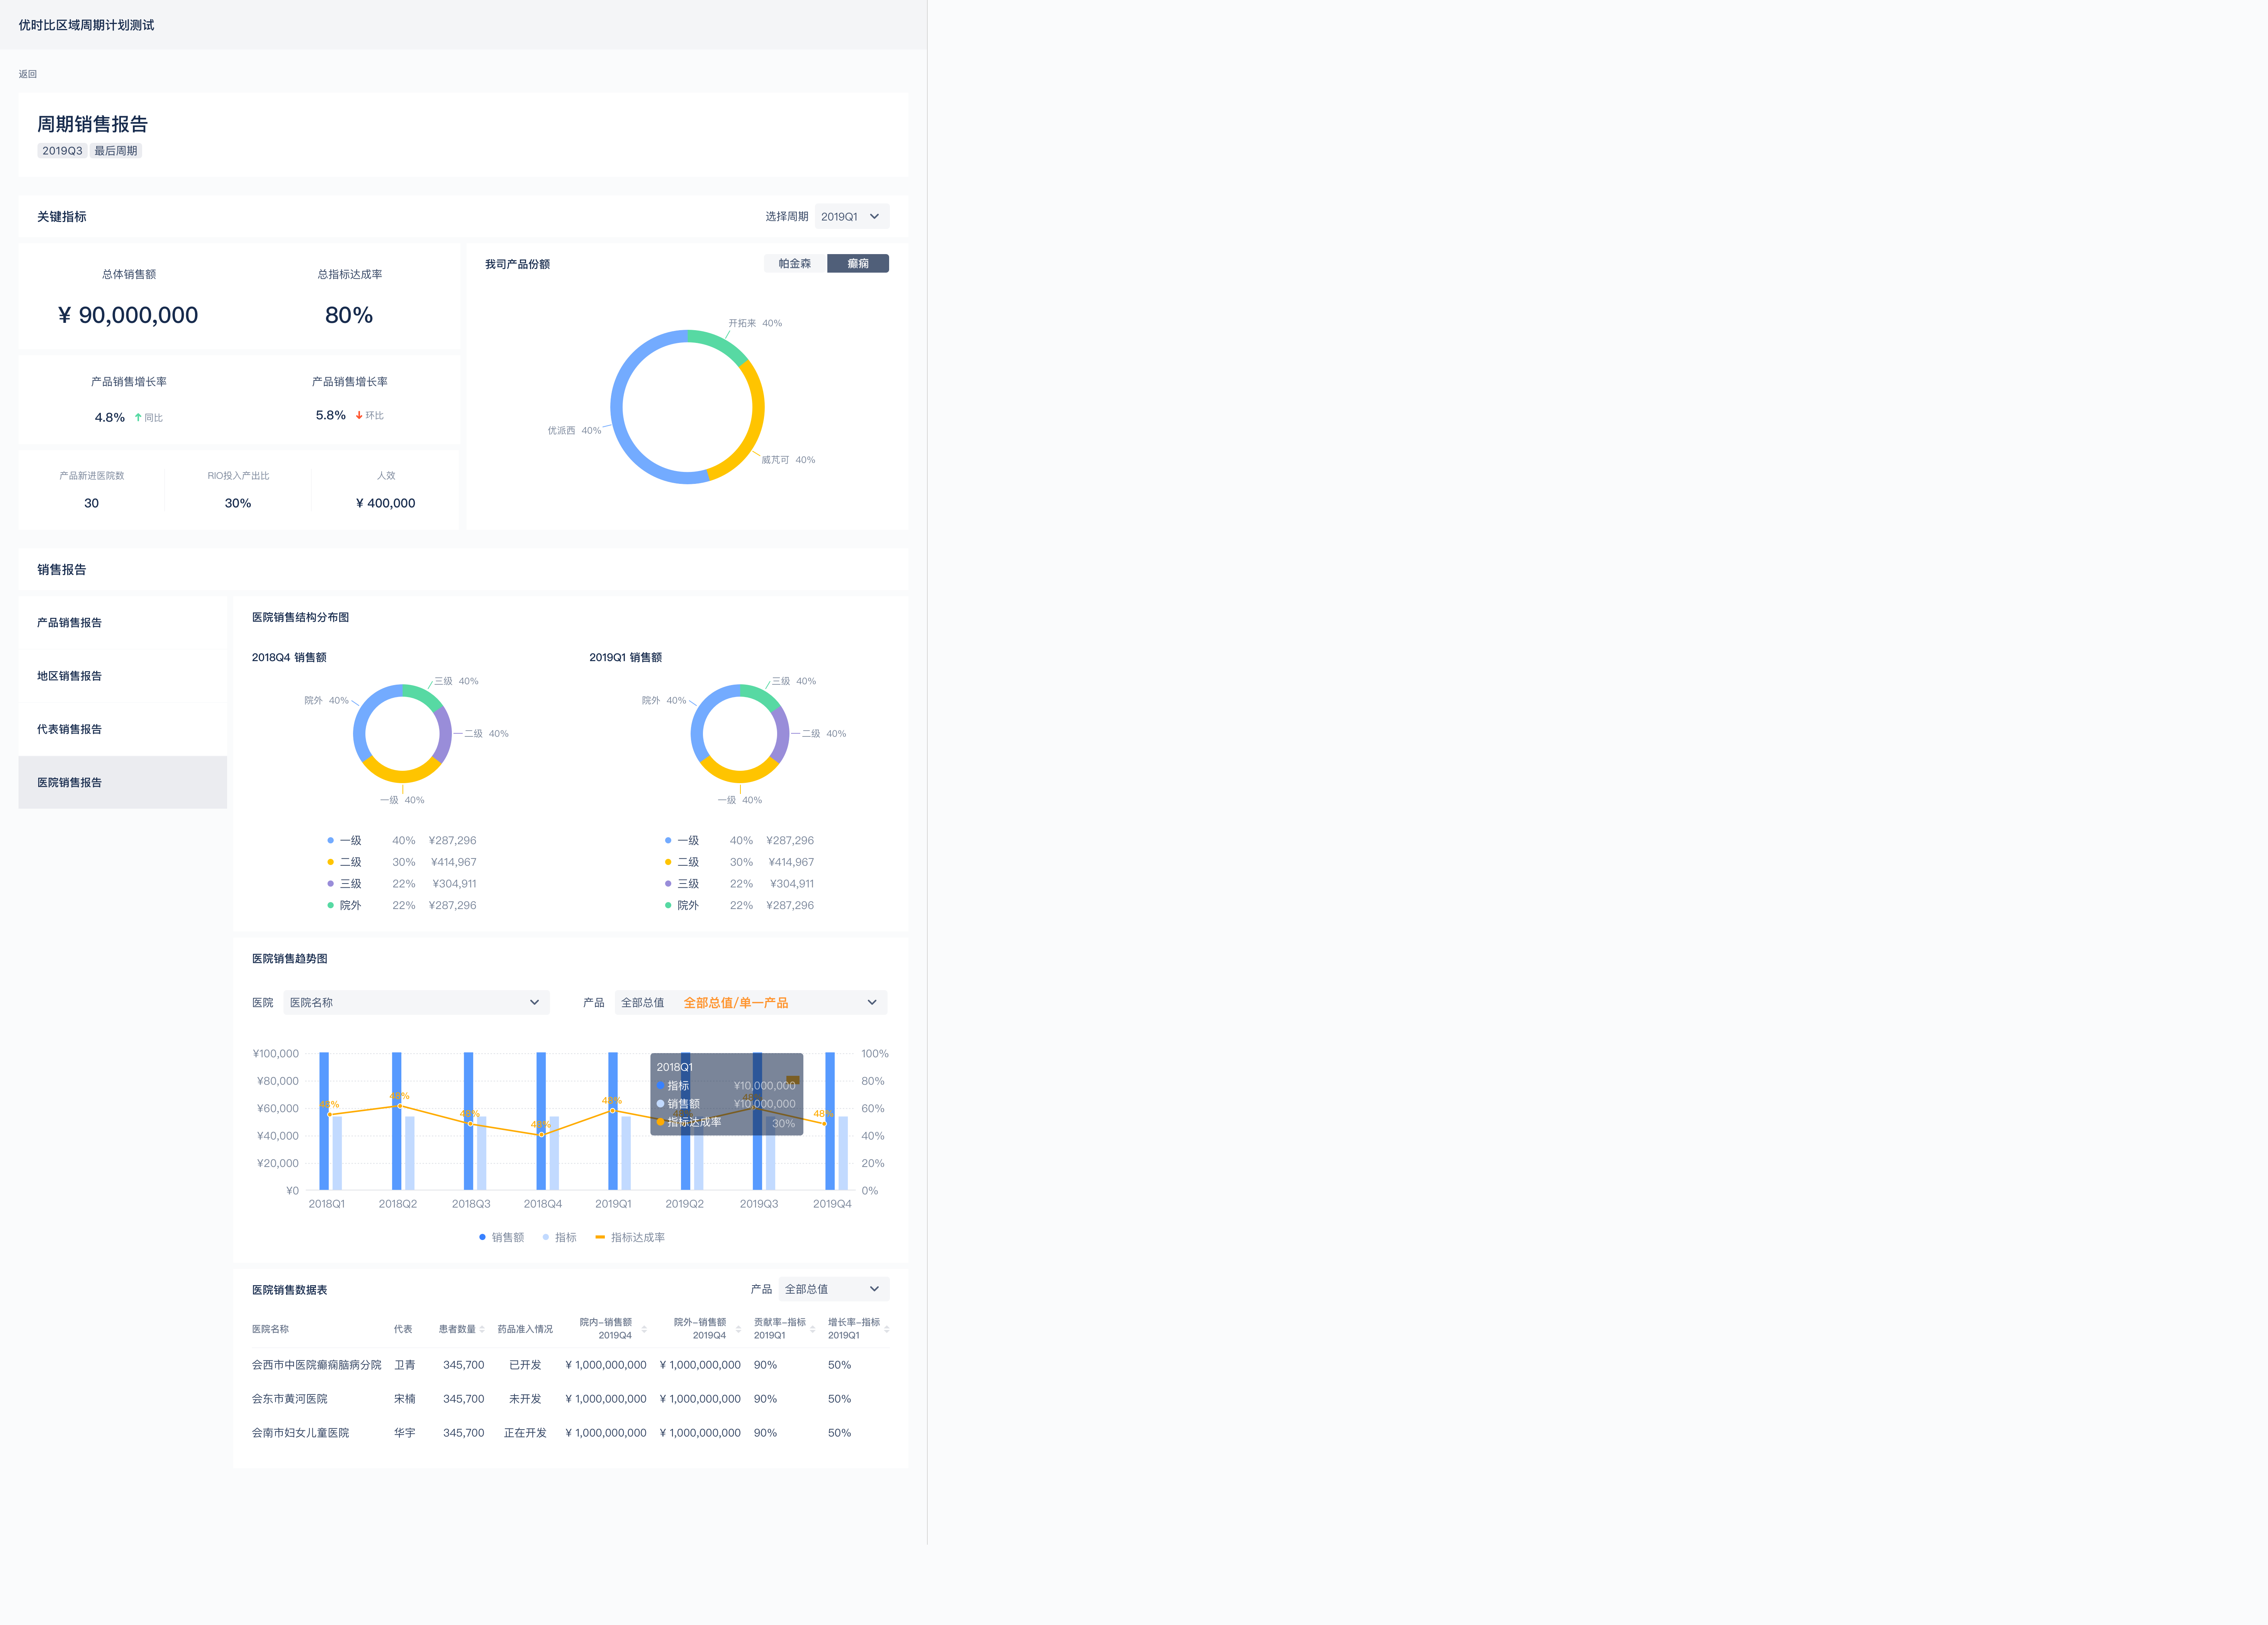 优时比区域周期计划测试
返回
周期销售报告
2019Q3 最后周期
关键指标
选择周期 2019Q1
总体销售额 总指标达成率
¥ 90,000,000 80%
产品销售增长率 产品销售增长率
4.8% 同比 5.8% 环比
产品新进医院数 RIO投入产出比 人效
30 30% ¥ 400,000
我司产品份额
帕金森 癫痫
开拓来 40%
优派西 40%
威芃可 40%
销售报告
产品销售报告
地区销售报告
代表销售报告
医院销售报告
医院销售结构分布图
2018Q4 销售额
三级 40%
院外 40%
二级 40%
一级 40%
一级 40% ¥287,296
二级 30% ¥414,967
三级 22% ¥304,911
院外 22% ¥287,296
2019Q1 销售额
三级 40%
院外 40%
二级 40%
一级 40%
一级 40% ¥287,296
二级 30% ¥414,967
三级 22% ¥304,911
院外 22% ¥287,296
医院销售趋势图
医院 医院名称 产品 全部总值 全部总值/单一产品
¥100,000 100%
¥80,000 80%
¥60,000 60%
¥40,000 40%
¥20,000 20%
¥0 0%
48%
2018Q1
指标 ¥10,000,000
销售额 ¥10,000,000
指标达成率 30%
2018Q1 2018Q2 2018Q3 2018Q4 2019Q1 2019Q2 2019Q3 2019Q4
销售额 指标 指标达成率
医院销售数据表
产品 全部总值
医院名称 代表 患者数量 药品准入情况 院内-销售额 2019Q4 院外-销售额 2019Q4 贡献率-指标 2019Q1 增长率-指标 2019Q1
会西市中医院癫痫脑病分院 卫青 345,700 已开发 ¥ 1,000,000,000 ¥ 1,000,000,000 90% 50%
会东市黄河医院 宋楠 345,700 未开发 ¥ 1,000,000,000 ¥ 1,000,000,000 90% 50%
会南市妇女儿童医院 华宇 345,700 正在开发 ¥ 1,000,000,000 ¥ 1,000,000,000 90% 50%